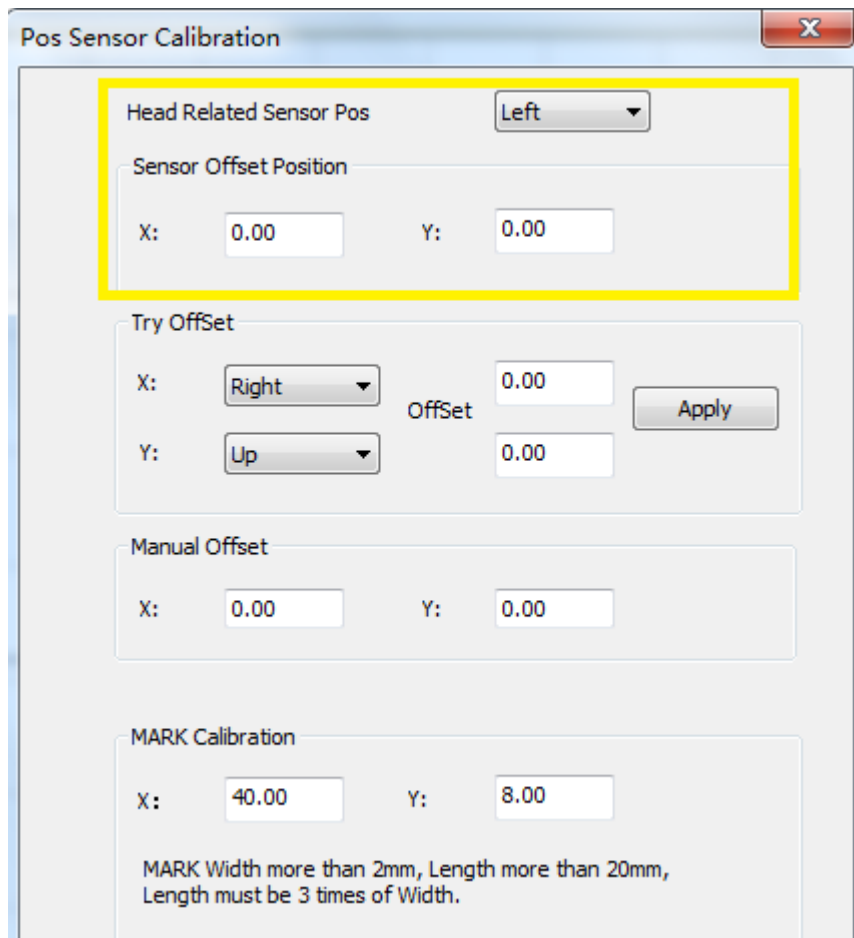 Pos Sensor Calibration
Head Related Sensor Pos Left
Sensor Offset Position
X: 0.00 Y: 0.00
Try OffSet
X: Right 0.00
OffSet Apply
Y: Up 0.00
Manual Offset
X: 0.00 Y: 0.00
MARK Calibration
X: 40.00 Y: 8.00
MARK Width more than 2mm, Length more than 20mm,
Length must be 3 times of Width.